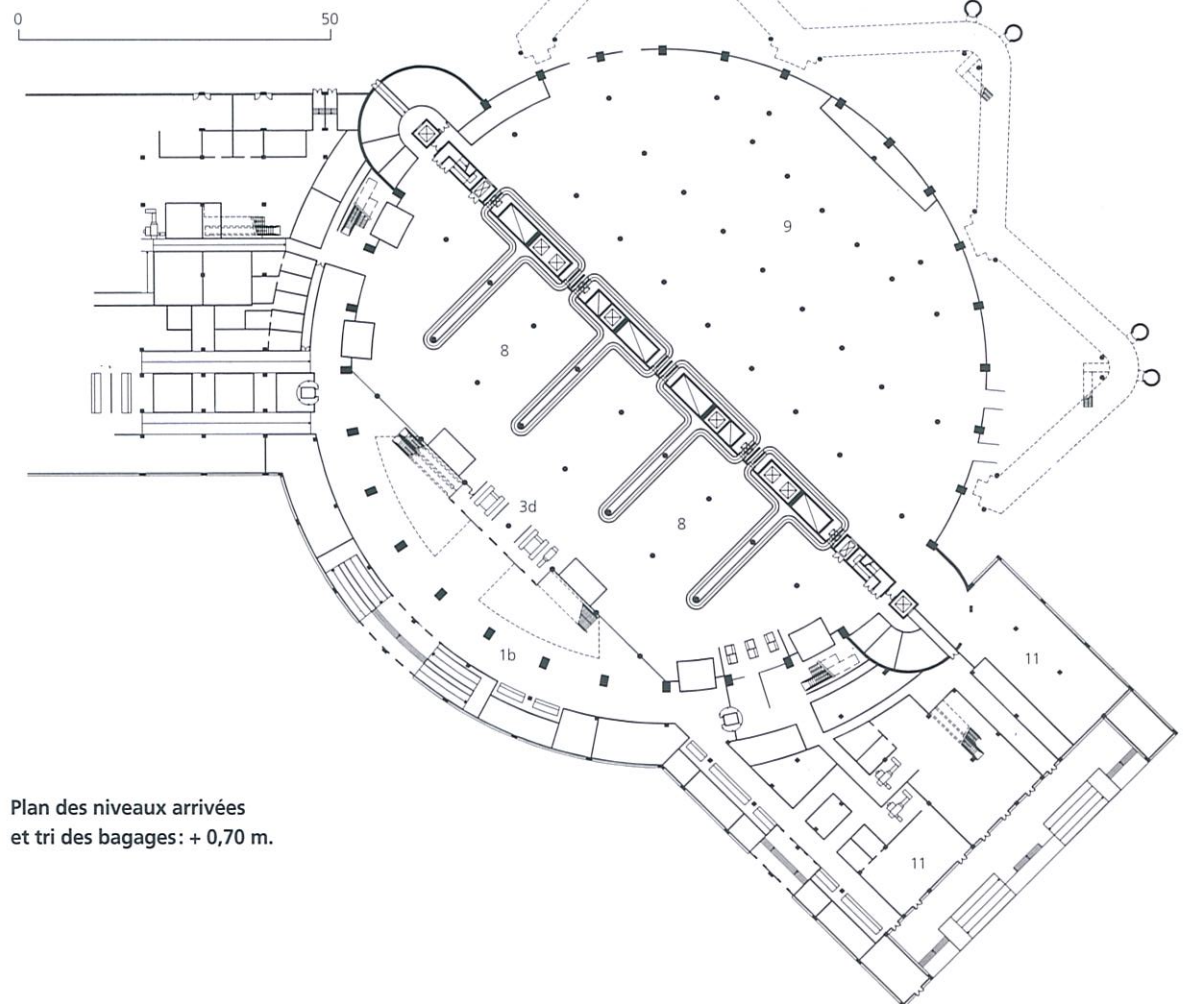 0 50
9
8
3d
8
1b
11
11
Plan des niveaux arrivées
et tri des bagages: + 0,70 m.